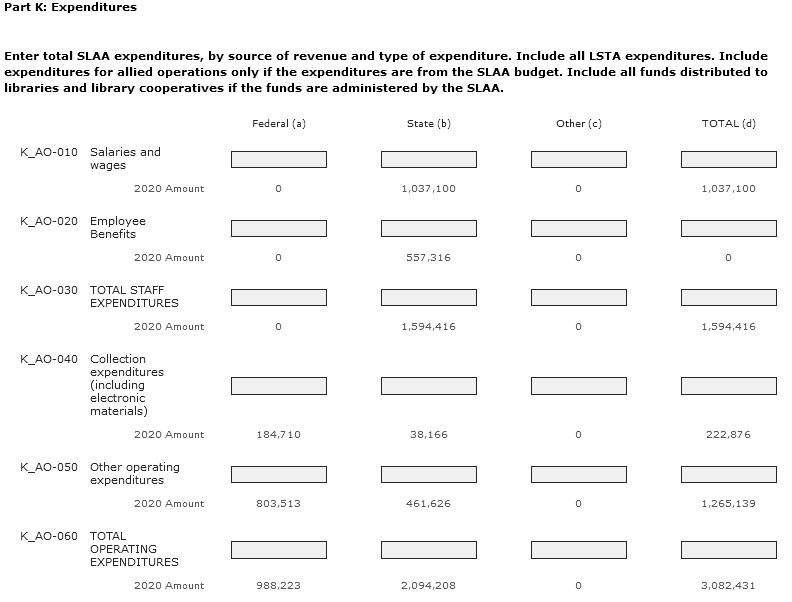 Part K: Expenditures
Enter total SLAA expenditures, by source of revenue and type of expenditure. Include all LSTA expenditures. Include
expenditures for allied operations only if the expenditures are from the SLAA budget. Include all funds distributed to
libraries and library cooperatives if the funds are administered by the SLAA.
Federal (a) State (b) Other (c) TOTAL (d)
K_AO-010 Salaries and
wages
2020 Amount 0 1,037,100 0 1,037,100
K_AO-020 Employee
Benefits
2020 Amount 0 557,316 0 0
K_AO-030 TOTAL STAFF
EXPENDITURES
2020 Amount 0 1,594,416 0 1,594,416
K_AO-040 Collection
expenditures
(including
electronic
materials)
2020 Amount 184,710 38,166 0 222,876
K_AO-050 Other operating
expenditures
2020 Amount 803,513 461,626 0 1,265,139
K_AO-060 TOTAL
OPERATING
EXPENDITURES
2020 Amount 988,223 2,094,208 0 3,082,431